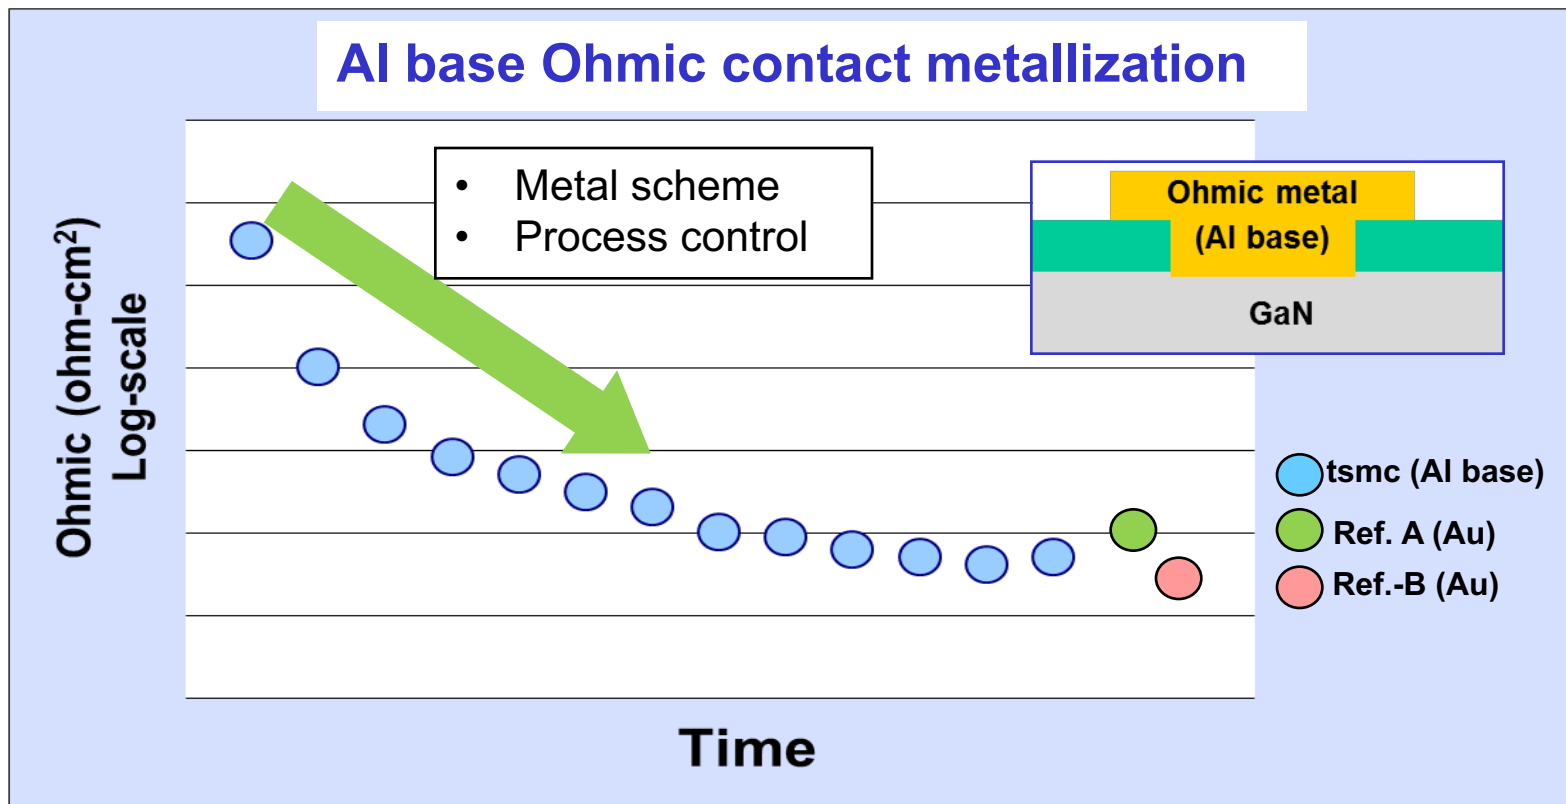 Al base Ohmic contact metallization
• Metal scheme
• Process control
Ohmic (ohm-cm²)
Log-scale
Time
Ohmic metal
(Al base)
GaN
tsmc (Al base)
Ref. A (Au)
Ref.-B (Au)